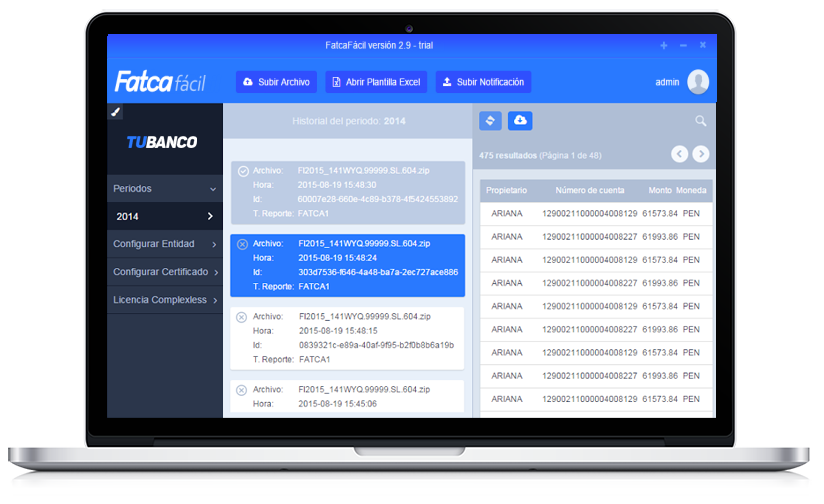 FatcaFácil versión 2.9 - trial
Fatca fácil
Subir Archivo
Abrir Plantilla Excel
Subir Notificación
admin
TUBANCO
Periodos
2014
Configurar Entidad
Configurar Certificado
Licencia Complexless
Historial del periodo: 2014
Archivo: FI2015_141WYQ.99999.SL.604.zip
Hora: 2015-08-19 15:48:30
Id: 60007e28-660e-4c89-b378-4f5424553892
T. Reporte: FATCA1
Archivo: FI2015_141WYQ.99999.SL.604.zip
Hora: 2015-08-19 15:48:24
Id: 303d7536-f646-4a48-ba7a-2ec727ace886
T. Reporte: FATCA1
Archivo: FI2015_141WYQ.99999.SL.604.zip
Hora: 2015-08-19 15:48:15
Id: 0839321c-e89a-40af-9f95-b2f0b8b6a19b
T. Reporte: FATCA1
Archivo: FI2015_141WYQ.99999.SL.604.zip
Hora: 2015-08-19 15:45:06
475 resultados (Página 1 de 48)
Propietario Número de cuenta Monto Moneda
ARIANA 12900211000004008129 61573.84 PEN
ARIANA 12900211000004008227 61993.86 PEN
ARIANA 12900211000004008129 61573.84 PEN
ARIANA 12900211000004008227 61993.86 PEN
ARIANA 12900211000004008129 61573.84 PEN
ARIANA 12900211000004008227 61993.86 PEN
ARIANA 12900211000004008129 61573.84 PEN
ARIANA 12900211000004008227 61993.86 PEN
ARIANA 12900211000004008129 61573.84 PEN